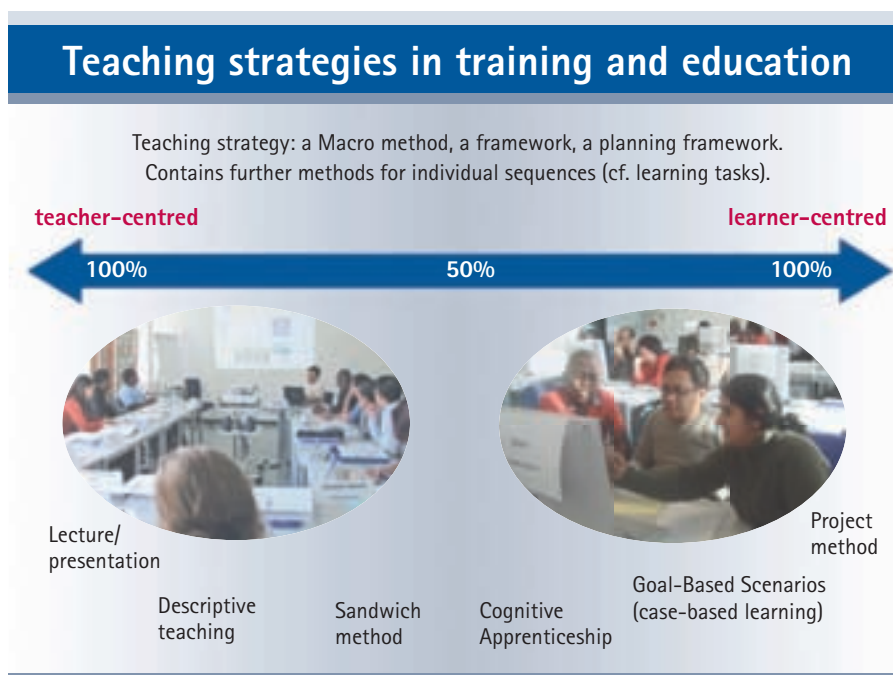 Teaching strategies in training and education
Teaching strategy: a Macro method, a framework, a planning framework.
Contains further methods for individual sequences (cf. learning tasks).
teacher-centred
learner-centred
100%
50%
100%
Lecture/
presentation
Descriptive
teaching
Sandwich
method
Cognitive
Apprenticeship
Goal-Based Scenarios
(case-based learning)
Project
method